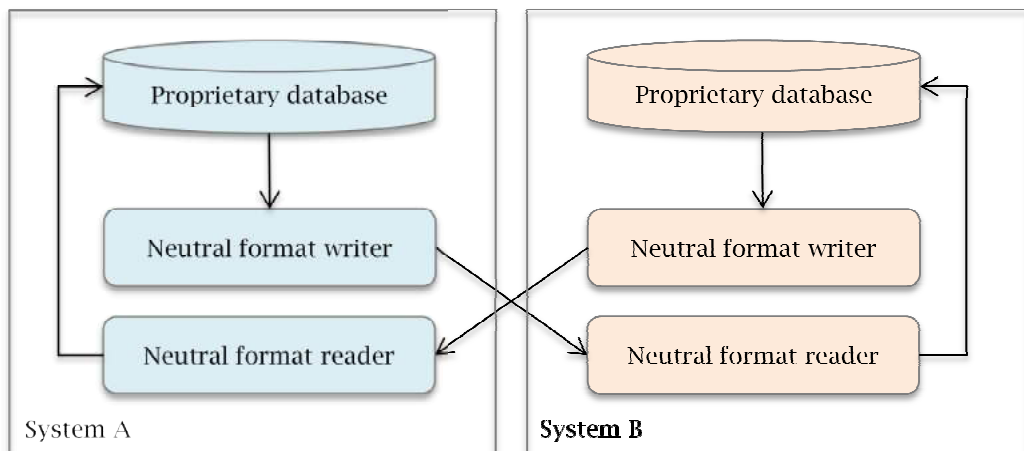 Proprietary database
Neutral format writer
Neutral format reader
System A
Proprietary database
Neutral format writer
Neutral format reader
System B